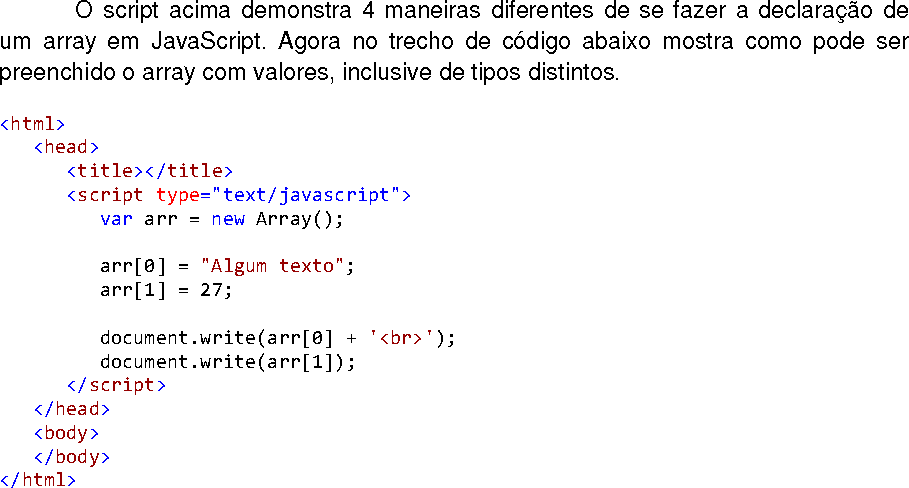 O script acima demonstra 4 maneiras diferentes de se fazer a declaração de
um array em JavaScript. Agora no trecho de código abaixo mostra como pode ser
preenchido o array com valores, inclusive de tipos distintos.
<html>
<head>
<title></title>
<script type="text/javascript">
var arr = new Array();
arr[0] = "Algum texto";
arr[1] = 27;
document.write(arr[0] + '<br>');
document.write(arr[1]);
</script>
</head>
<body>
</body>
</html>